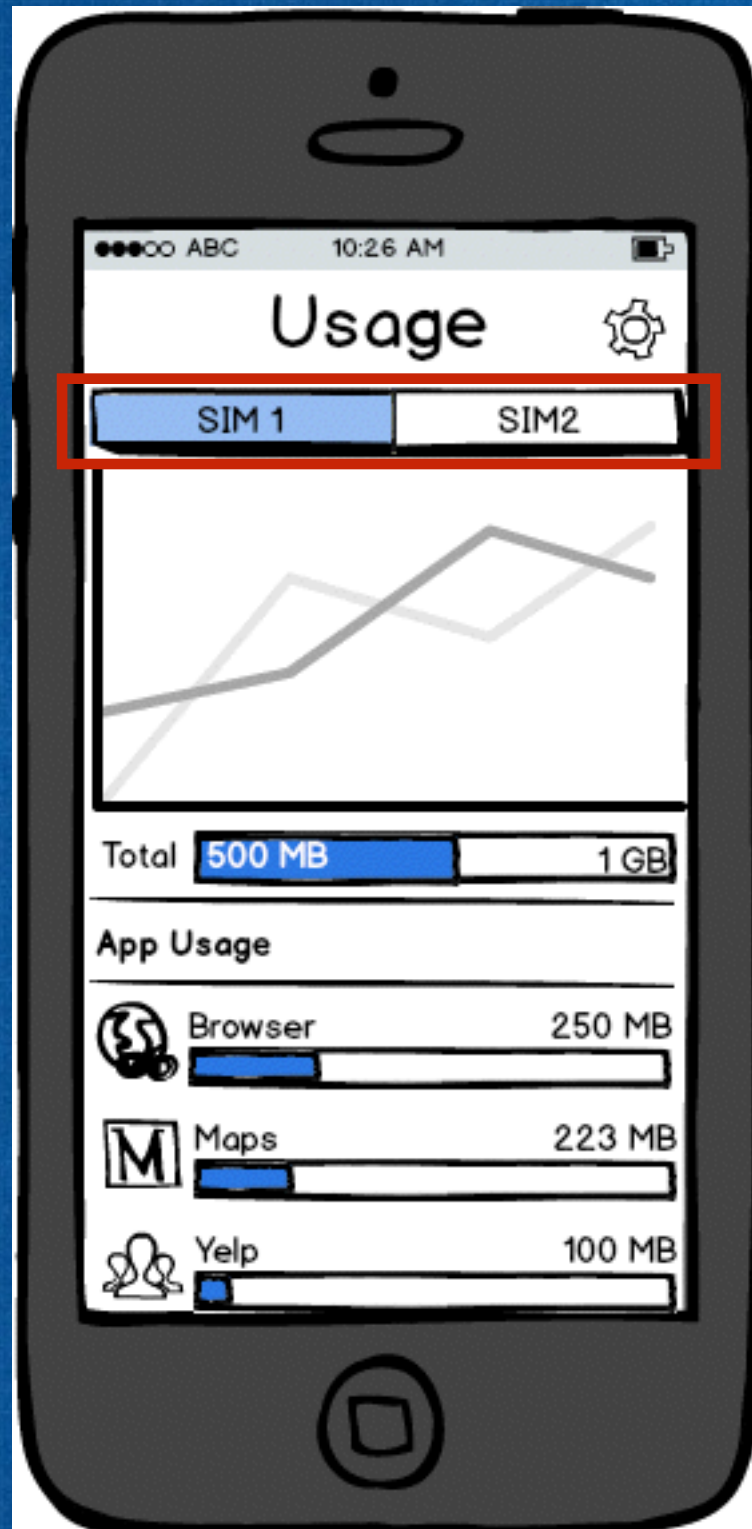 ABC 10:26 AM
Usage
SIM 1 SIM2
Total 500 MB 1 GB
App Usage
Browser 250 MB
M Maps 223 MB
Yelp 100 MB